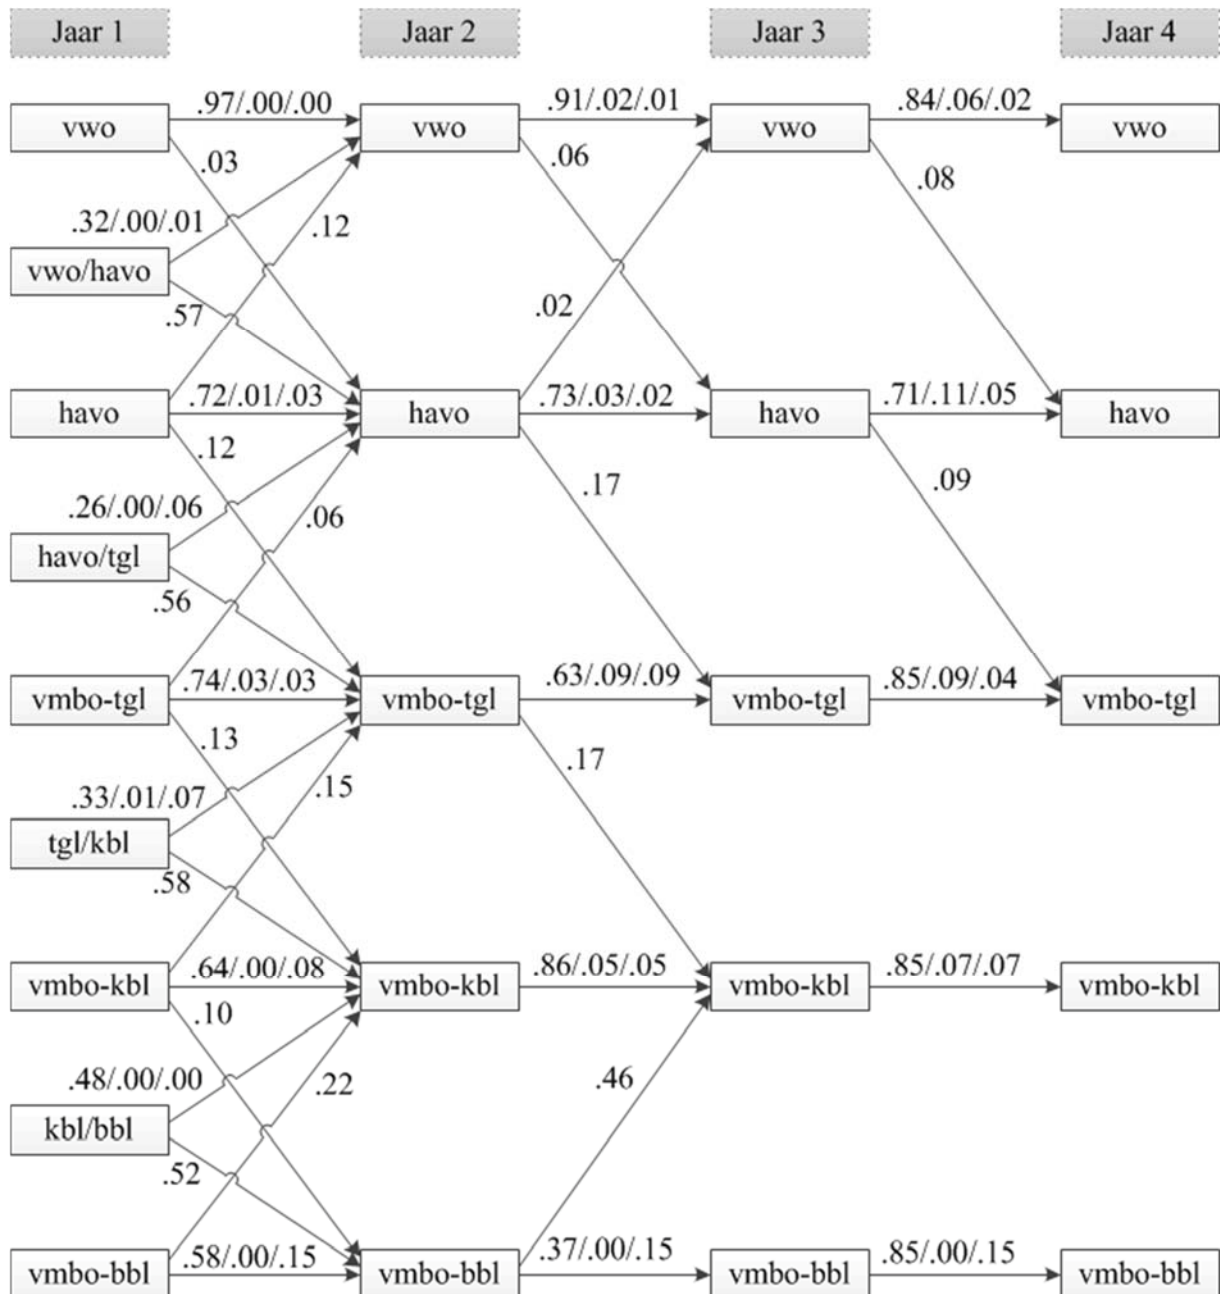 Jaar 1 Jaar 2 Jaar 3 Jaar 4
.97/.00/.00 .91/.02/.01 .84/.06/.02
vwo vwo vwo vwo
.03 .06 .08
.32/.00/.01 .12
vwo/havo
.57 .02
.72/.01/.03 .73/.03/.02 .71/.11/.05
havo havo havo havo
.12 .17 .09
.26/.00/.06 .06
havo/tgl
.56
.74/.03/.03 .63/.09/.09 .85/.09/.04
vmbo-tgl vmbo-tgl vmbo-tgl vmbo-tgl
.13 .17
.33/.01/.07 .15
tgl/kbl
.58
.64/.00/.08 .86/.05/.05 .85/.07/.07
vmbo-kbl vmbo-kbl vmbo-kbl vmbo-kbl
.10
.48/.00/.00 .22 .46
kbl/bbl
.52
.58/.00/.15 .37/.00/.15 .85/.00/.15
vmbo-bbl vmbo-bbl vmbo-bbl vmbo-bbl